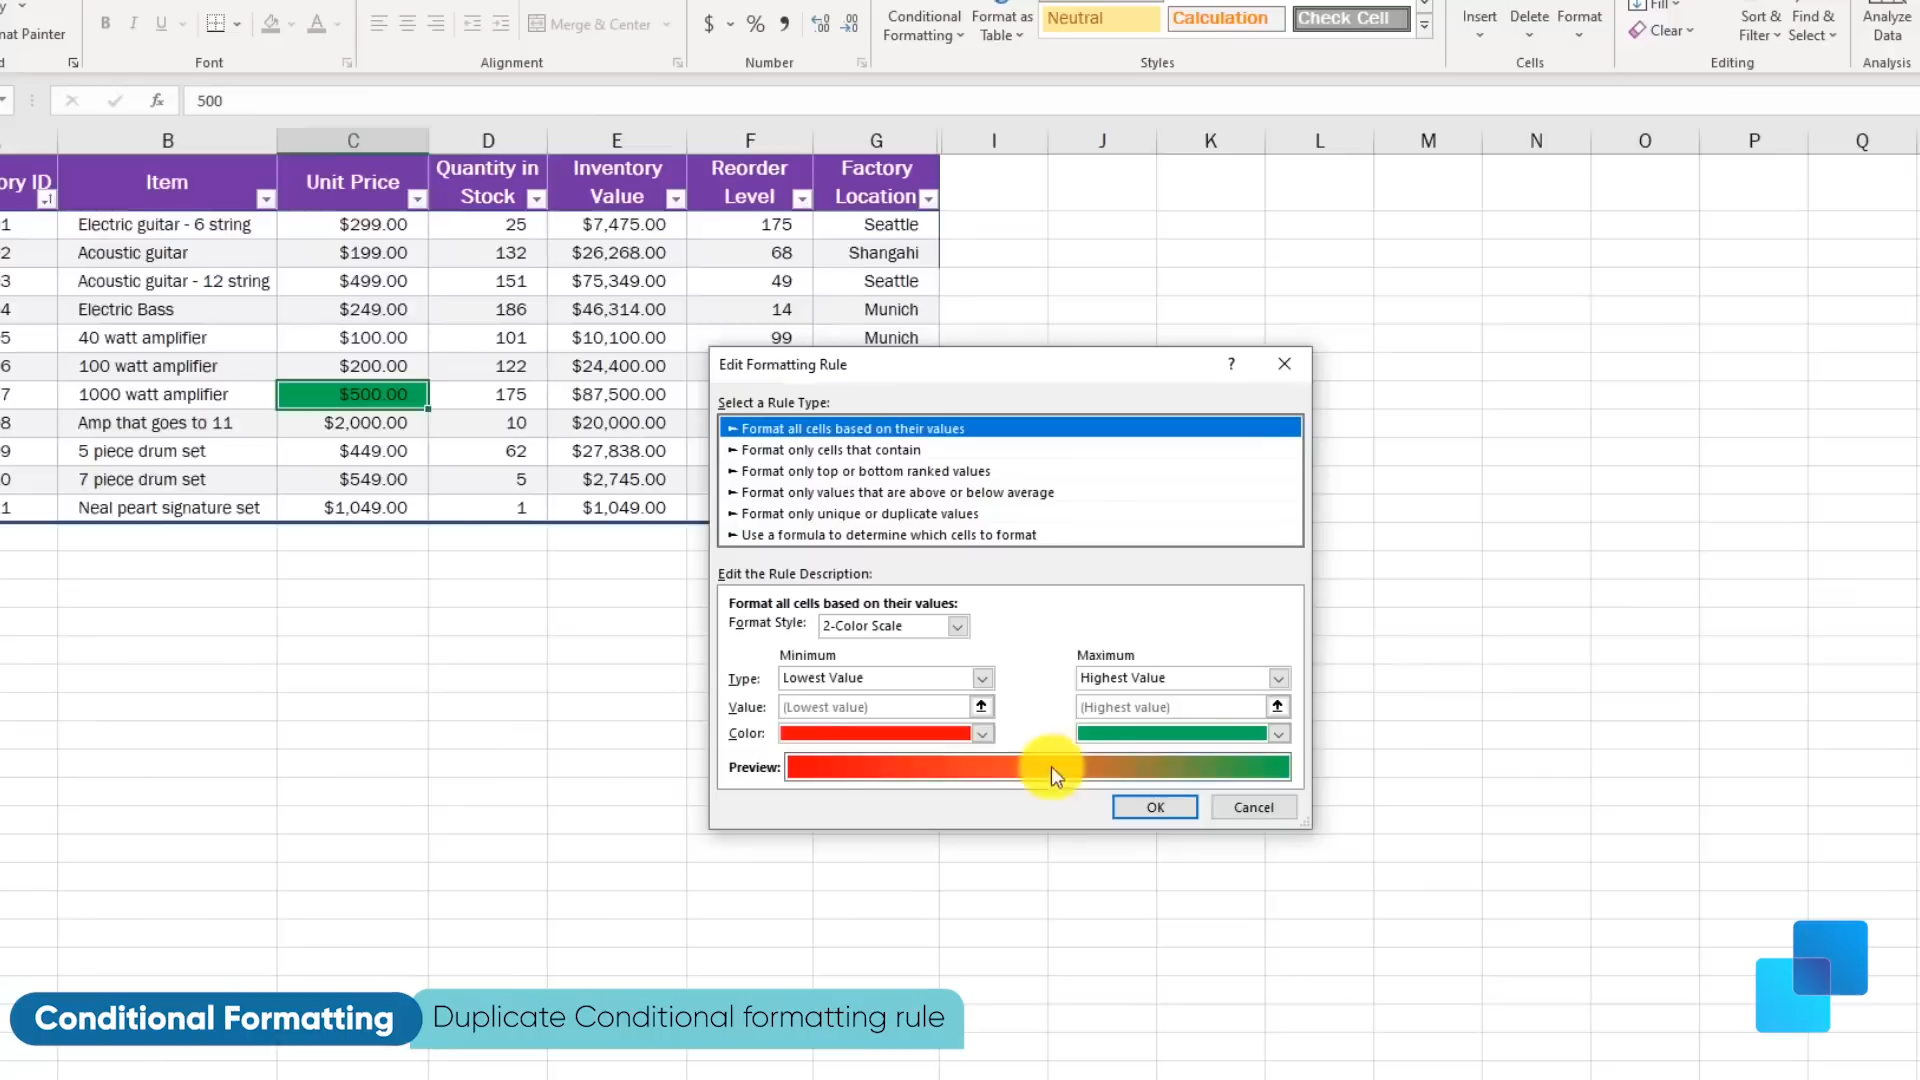 nat Painter
B I U
Merge & Center
$ % 9
Conditional Formatting
Format as Table
Neutral
Calculation
Check Cell
Insert
Delete
Format
Fill
Clear
Sort & Filter
Find & Select
Analyze Data
Font
Alignment
Number
Styles
Cells
Editing
Analysis
fx 500
B C D E F G I J K L M N O P Q
ory ID Item Unit Price Quantity in Stock Inventory Value Reorder Level Factory Location
1 Electric guitar - 6 string $299.00 25 $7,475.00 175 Seattle
2 Acoustic guitar $199.00 132 $26,268.00 68 Shangahi
3 Acoustic guitar - 12 string $499.00 151 $75,349.00 49 Seattle
4 Electric Bass $249.00 186 $46,314.00 14 Munich
5 40 watt amplifier $100.00 101 $10,100.00 99 Munich
6 100 watt amplifier $200.00 122 $24,400.00
7 1000 watt amplifier $500.00 175 $87,500.00
8 Amp that goes to 11 $2,000.00 10 $20,000.00
9 5 piece drum set $449.00 62 $27,838.00
0 7 piece drum set $549.00 5 $2,745.00
1 Neal peart signature set $1,049.00 1 $1,049.00
Edit Formatting Rule ?
Select a Rule Type:
► Format all cells based on their values
► Format only cells that contain
► Format only top or bottom ranked values
► Format only values that are above or below average
► Format only unique or duplicate values
► Use a formula to determine which cells to format
Edit the Rule Description:
Format all cells based on their values:
Format Style: 2-Color Scale
Minimum Maximum
Type: Lowest Value Highest Value
Value: (Lowest value) (Highest value)
Color:
Preview:
OK Cancel
Conditional Formatting Duplicate Conditional formatting rule